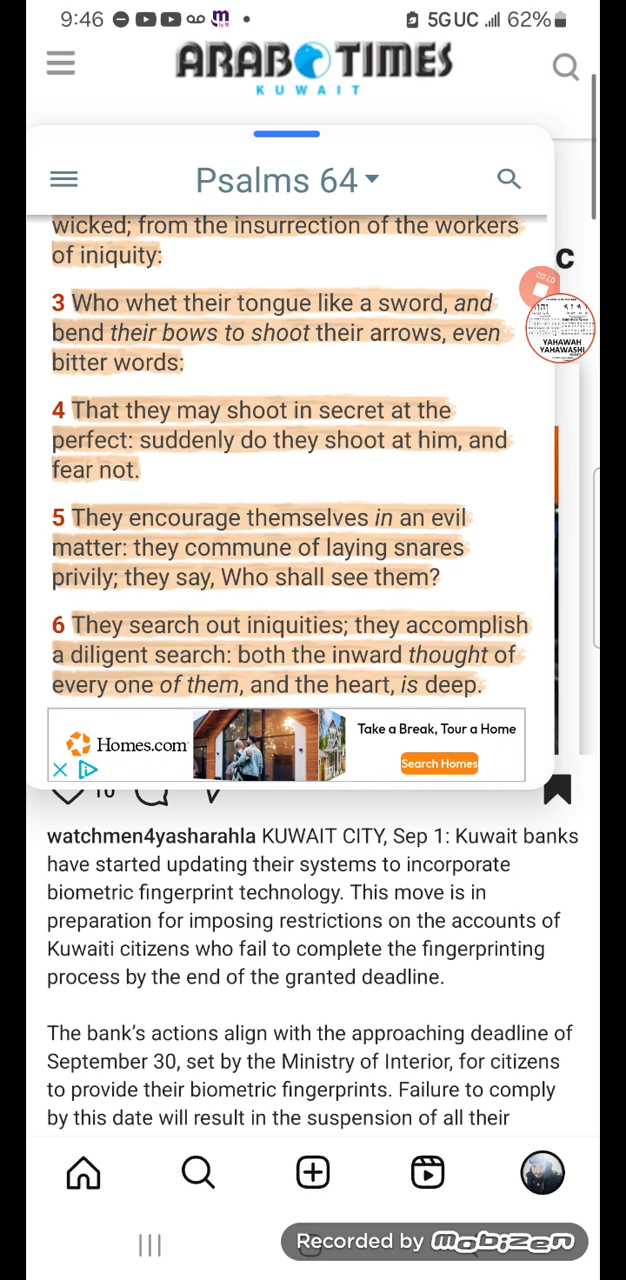 9:46
5GUC
62%
ARAB TIMES
KUWAIT
Psalms 64
wicked; from the insurrection of the workers
of iniquity:
c
3 Who whet their tongue like a sword, and
bend their bows to shoot their arrows, even
bitter words:
07:02
YAHAWAH
YAHAWASHI
4 That they may shoot in secret at the
perfect: suddenly do they shoot at him, and
fear not.
5 They encourage themselves in an evil
matter: they commune of laying snares
privily; they say, Who shall see them?
6 They search out iniquities; they accomplish
a diligent search: both the inward thought of
every one of them, and the heart, is deep.
Homes.com
Take a Break, Tour a Home
Search Homes
watchmen4yasharahla KUWAIT CITY, Sep 1: Kuwait banks
have started updating their systems to incorporate
biometric fingerprint technology. This move is in
preparation for imposing restrictions on the accounts of
Kuwaiti citizens who fail to complete the fingerprinting
process by the end of the granted deadline.
The bank's actions align with the approaching deadline of
September 30, set by the Ministry of Interior, for citizens
to provide their biometric fingerprints. Failure to comply
by this date will result in the suspension of all their
Recorded by mobizen